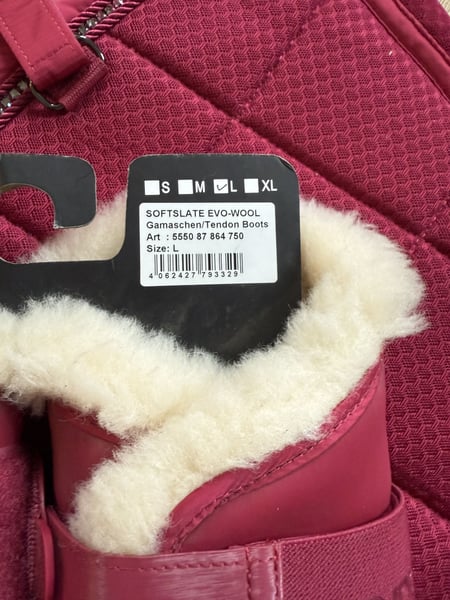 S M L XL
SOFTSLATE EVO-WOOL
Gamaschen/Tendon Boots
Art : 5550 87 864 750
Size: L
4 062427 793329